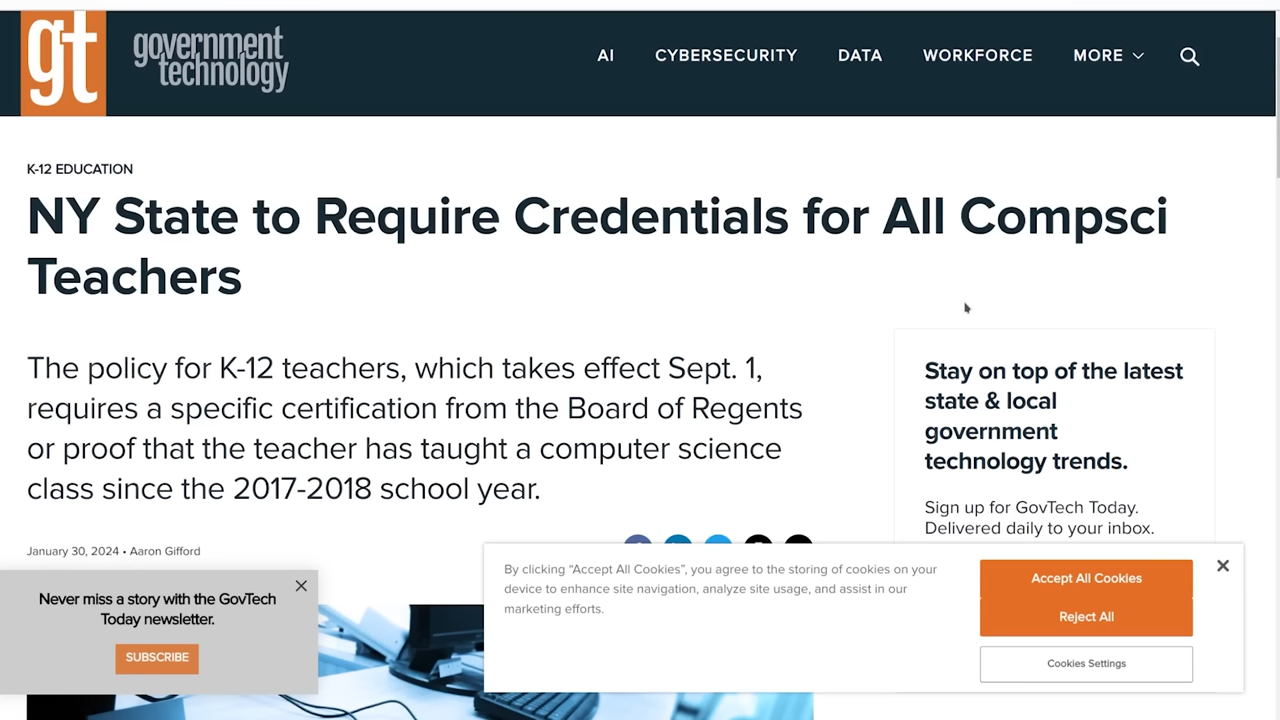 gt
government
technology
AI
CYBERSECURITY
DATA
WORKFORCE
MORE
K-12 EDUCATION
NY State to Require Credentials for All Compsci
Teachers
The policy for K-12 teachers, which takes effect Sept. 1,
requires a specific certification from the Board of Regents
or proof that the teacher has taught a computer science
class since the 2017-2018 school year.
January 30, 2024 • Aaron Gifford
Stay on top of the latest
state & local
government
technology trends.
Sign up for GovTech Today.
Delivered daily to your inbox.
Never miss a story with the GovTech
Today newsletter.
SUBSCRIBE
By clicking “Accept All Cookies”, you agree to the storing of cookies on your
device to enhance site navigation, analyze site usage, and assist in our
marketing efforts.
Accept All Cookies
Reject All
Cookies Settings